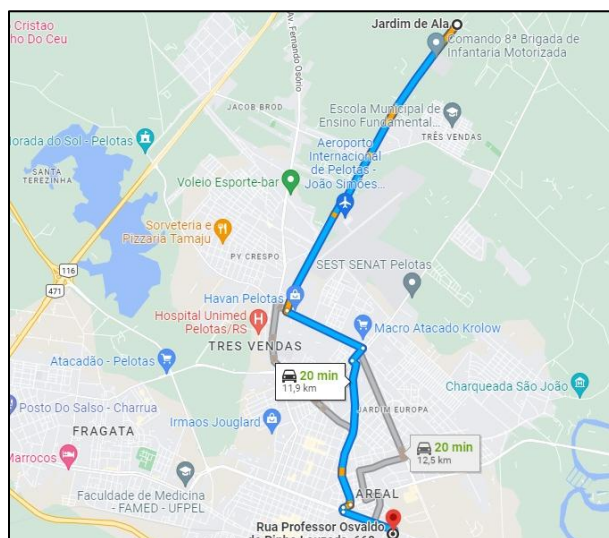 Cristao
ho Do Ceu
Av. Fernando Osório
Jardim de Ala
Comando 8ª Brigada de
Infantaria Motorizada
JACOB BROD
Escola Municipal de
Ensino Fundamental...
TRÊS VENDAS
orada do Sol - Pelotas
Aeroporto
Internacional
de Pelotas -
João Simões...
SANTA
TEREZINHA
Voleio Esporte-bar
Sorveteria e
Pizzaria Tamaju
PY CRESPO
SEST SENAT Pelotas
116
471
Havan Pelotas
Hospital Unimed
Pelotas/RS
TRES VENDAS
Macro Atacado Krolow
Atacadão - Pelotas
20 min
11,9 km
Charqueada São João
Posto Do Salso - Charrua
JARDIM EUROPA
Irmaos Jouglard
FRAGATA
20 min
12,5 km
Marrocos
Faculdade de Medicina
- FAMED - UFPEL
AREAL
Rua Professor Osvaldo